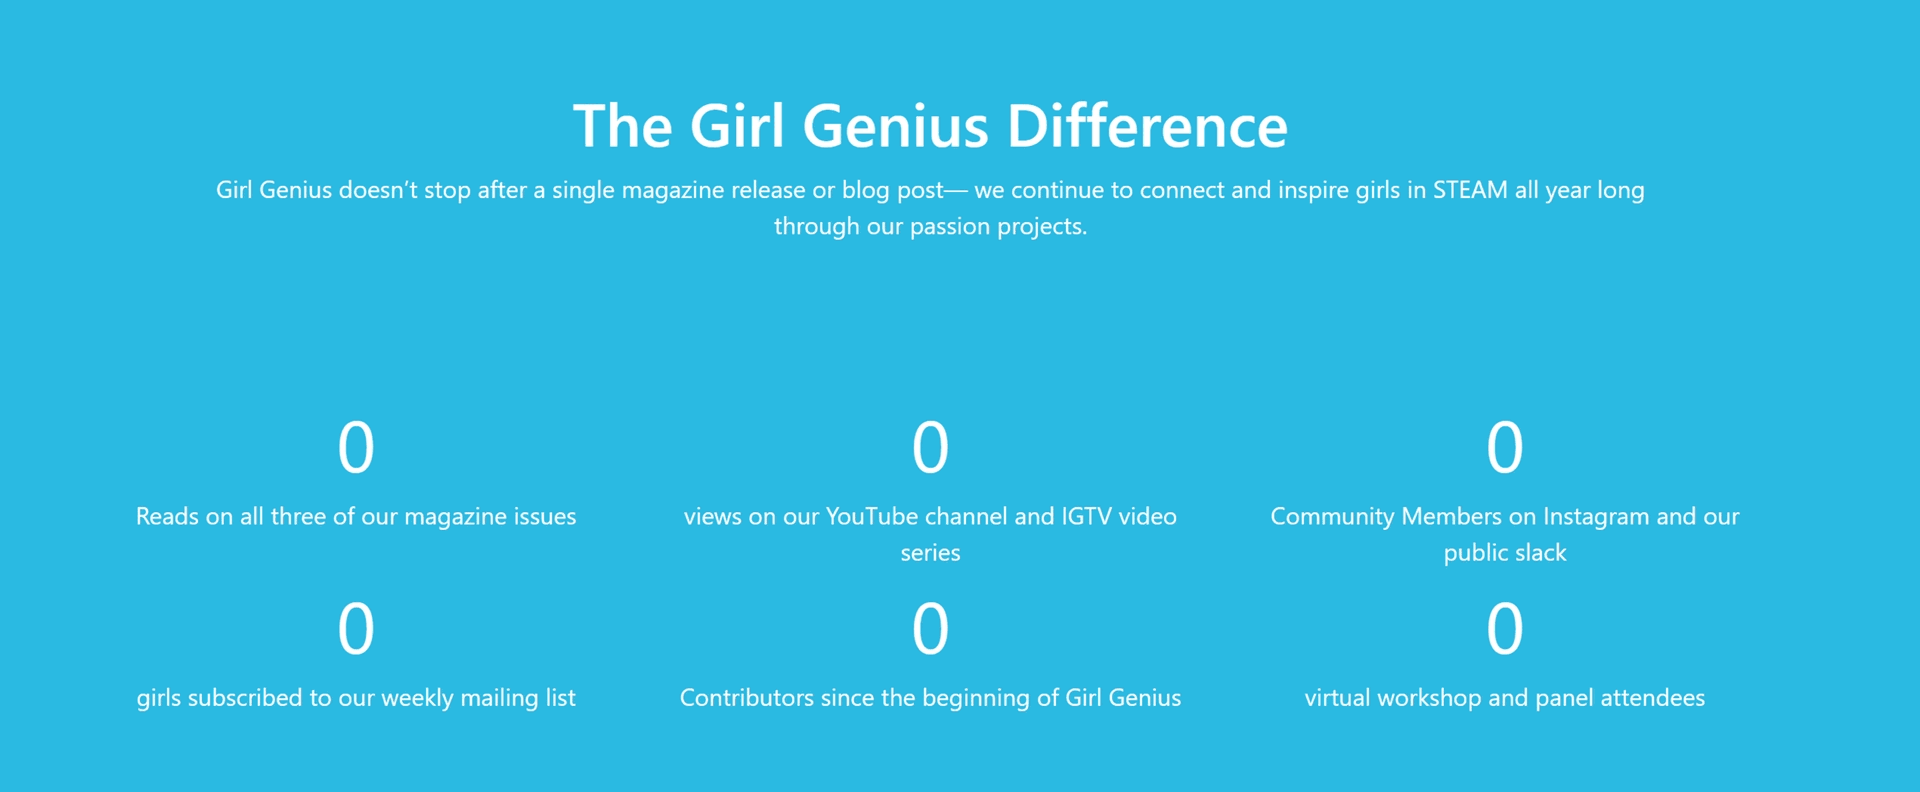 The Girl Genius Difference
Girl Genius doesn’t stop after a single magazine release or blog post— we continue to connect and inspire girls in STEAM all year long
through our passion projects.
0
Reads on all three of our magazine issues
0
views on our YouTube channel and IGTV video
series
0
Community Members on Instagram and our
public slack
0
girls subscribed to our weekly mailing list
0
Contributors since the beginning of Girl Genius
0
virtual workshop and panel attendees